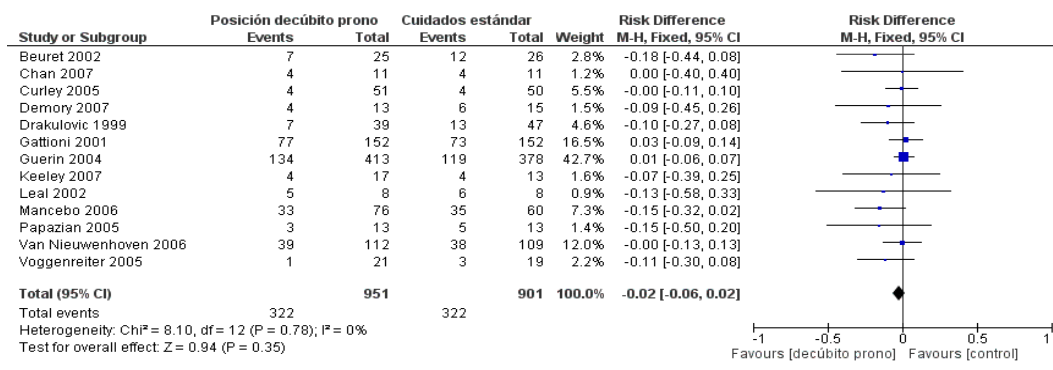 Posición decúbito prono Cuidados estándar Risk Difference Risk Difference
Study or Subgroup Events Total Events Total Weight M-H, Fixed, 95% CI M-H, Fixed, 95% CI
Beuret 2002 7 25 12 26 2.8% -0.18 [-0.44, 0.08]
Chan 2007 4 11 4 11 1.2% 0.00 [-0.40, 0.40]
Curley 2005 4 51 4 50 5.5% -0.00 [-0.11, 0.10]
Demory 2007 4 13 6 15 1.5% -0.09 [-0.45, 0.26]
Drakulovic 1999 7 39 13 47 4.6% -0.10 [-0.27, 0.08]
Gattioni 2001 77 152 73 152 16.5% 0.03 [-0.09, 0.14]
Guerin 2004 134 413 119 378 42.7% 0.01 [-0.06, 0.07]
Keeley 2007 4 17 4 13 1.6% -0.07 [-0.39, 0.25]
Leal 2002 5 8 6 8 0.9% -0.13 [-0.58, 0.33]
Mancebo 2006 33 76 35 60 7.3% -0.15 [-0.32, 0.02]
Papazian 2005 3 13 5 13 1.4% -0.15 [-0.50, 0.20]
Van Nieuwenhoven 2006 39 112 38 109 12.0% -0.00 [-0.13, 0.13]
Voggenreiter 2005 1 21 3 19 2.2% -0.11 [-0.30, 0.08]
Total (95% CI) 951 901 100.0% -0.02 [-0.06, 0.02]
Total events 322 322
Heterogeneity: Chi² = 8.10, df = 12 (P = 0.78); I² = 0%
Test for overall effect: Z = 0.94 (P = 0.35)
-1 -0.5 0 0.5 1
Favours [decúbito prono] Favours [control]